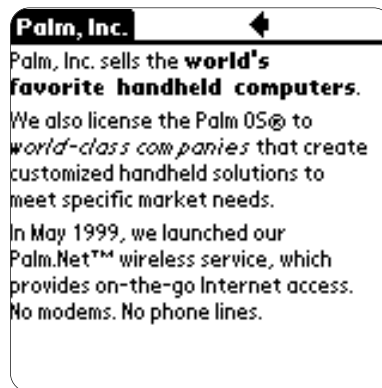 Palm, Inc.
Palm, Inc. sells the world's
favorite handheld computers.
We also license the Palm OS® to
world-class companies that create
customized handheld solutions to
meet specific market needs.
In May 1999, we launched our
Palm.Net™ wireless service, which
provides on-the-go Internet access.
No modems. No phone lines.